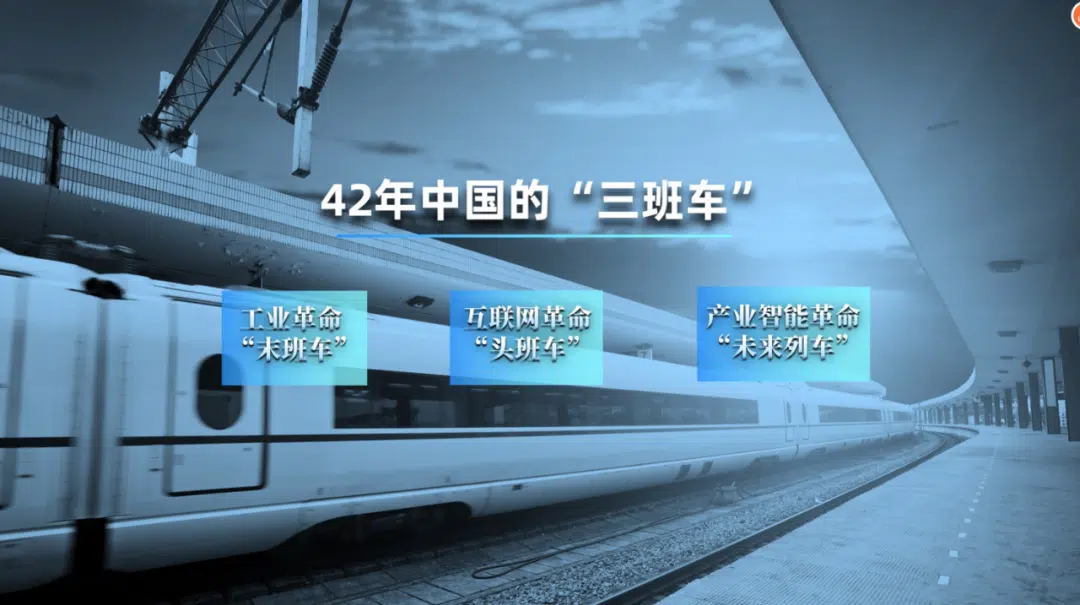 42年中国的“三班车”
工业革命
“末班车”
互联网革命
“头班车”
产业智能革命
“未来列车”